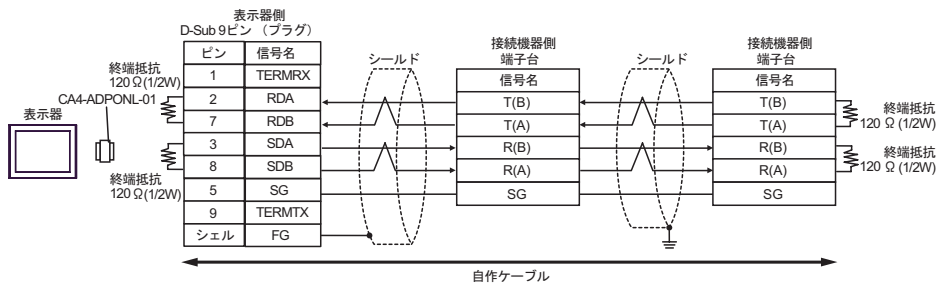 表示器側
D-Sub 9ピン (プラグ)
ピン 信号名
1 TERMRX
2 RDA
7 RDB
3 SDA
8 SDB
5 SG
9 TERMTX
シェル FG
終端抵抗
120 Ω(1/2W)
CA4-ADPONL-01
表示器
終端抵抗
120 Ω(1/2W)
シールド
接続機器側
端子台
信号名
T(B)
T(A)
R(B)
R(A)
SG
シールド
接続機器側
端子台
信号名
T(B)
T(A)
R(B)
R(A)
SG
終端抵抗
120 Ω (1/2W)
終端抵抗
120 Ω (1/2W)
自作ケーブル